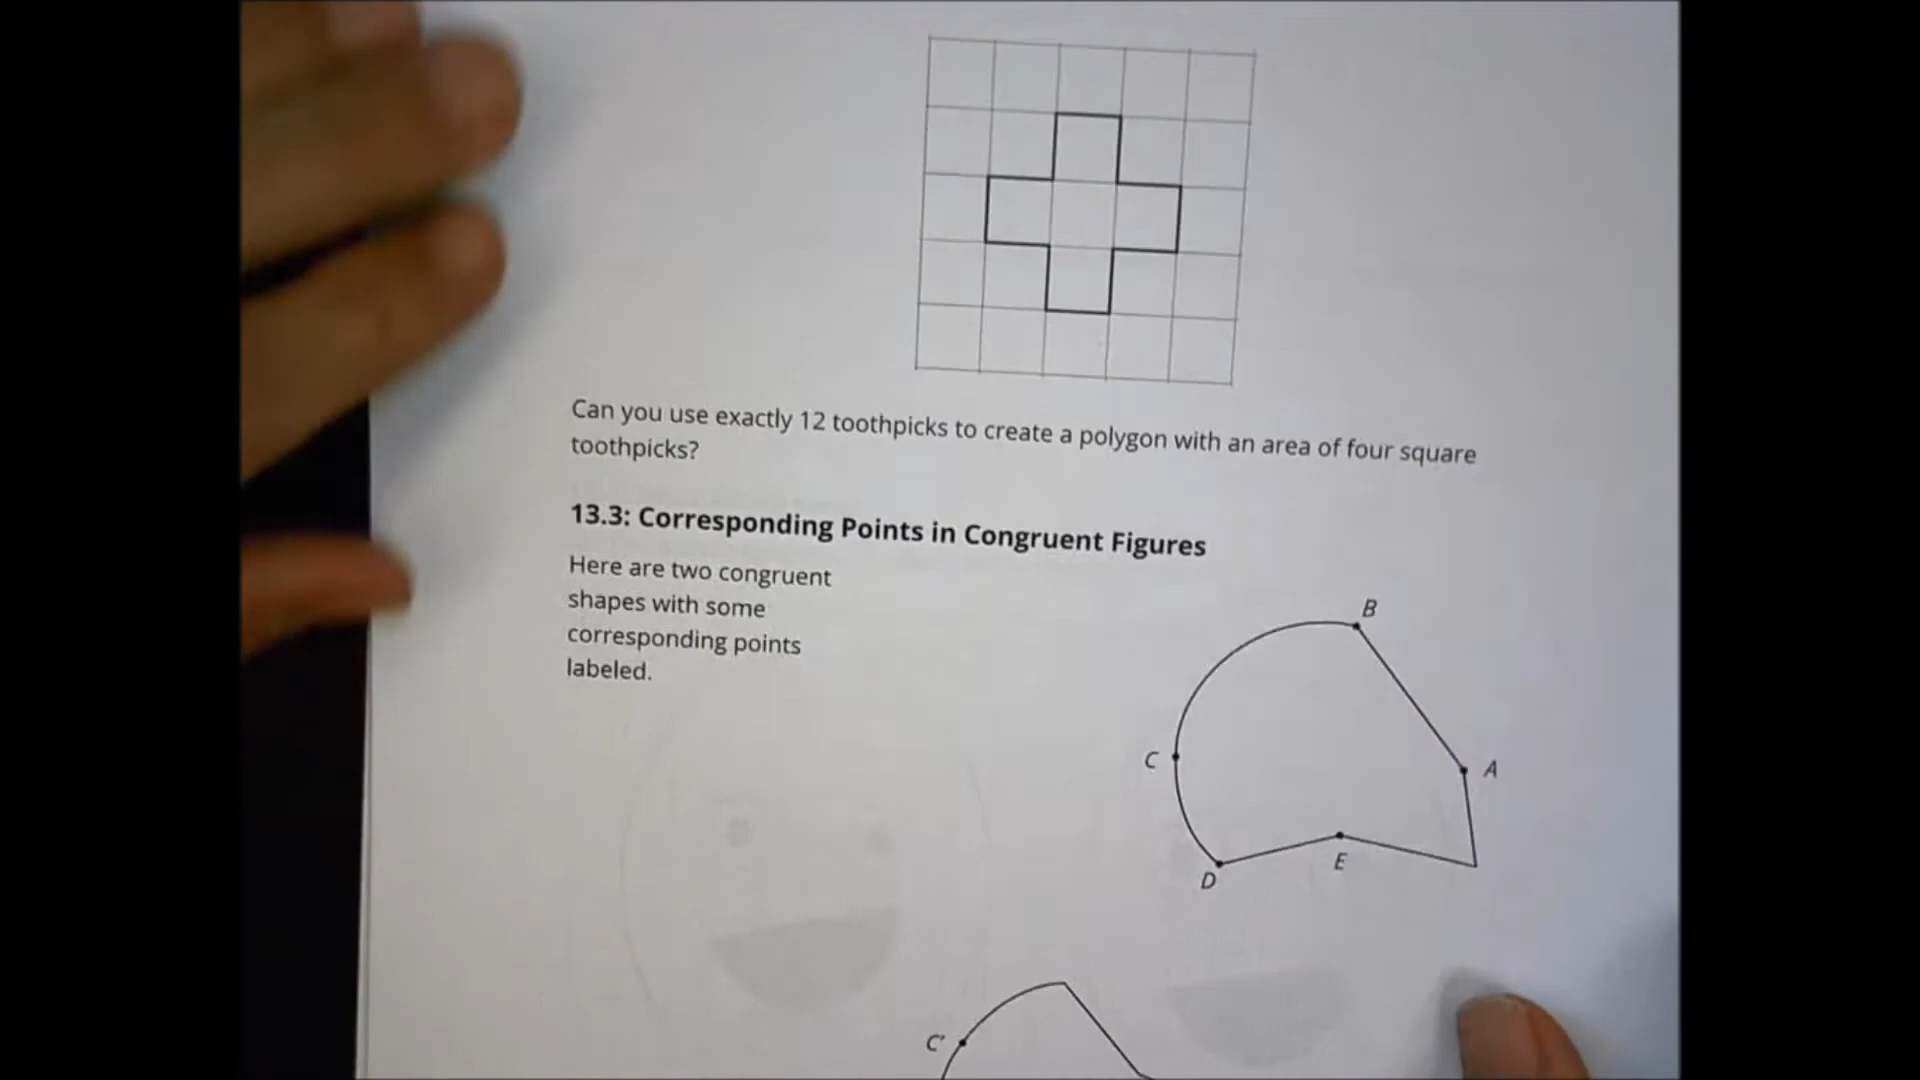 Can you use exactly 12 toothpicks to create a polygon with an area of four square
toothpicks?
13.3: Corresponding Points in Congruent Figures
Here are two congruent
shapes with some
corresponding points
labeled.
B
C
A
E
D
C'